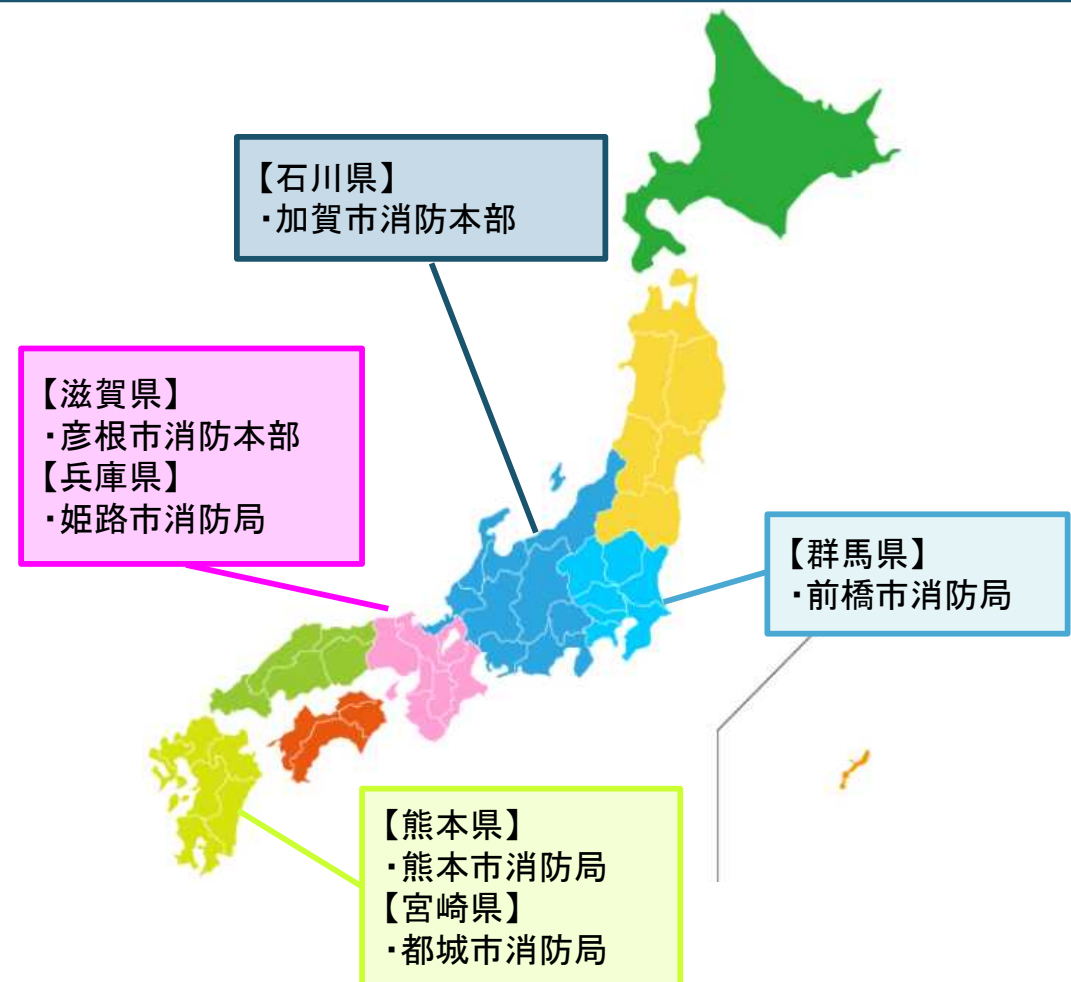 【石川県】
・加賀市消防本部
【滋賀県】
・彦根市消防本部
【兵庫県】
・姫路市消防局
【群馬県】
・前橋市消防局
【熊本県】
・熊本市消防局
【宮崎県】
・都城市消防局